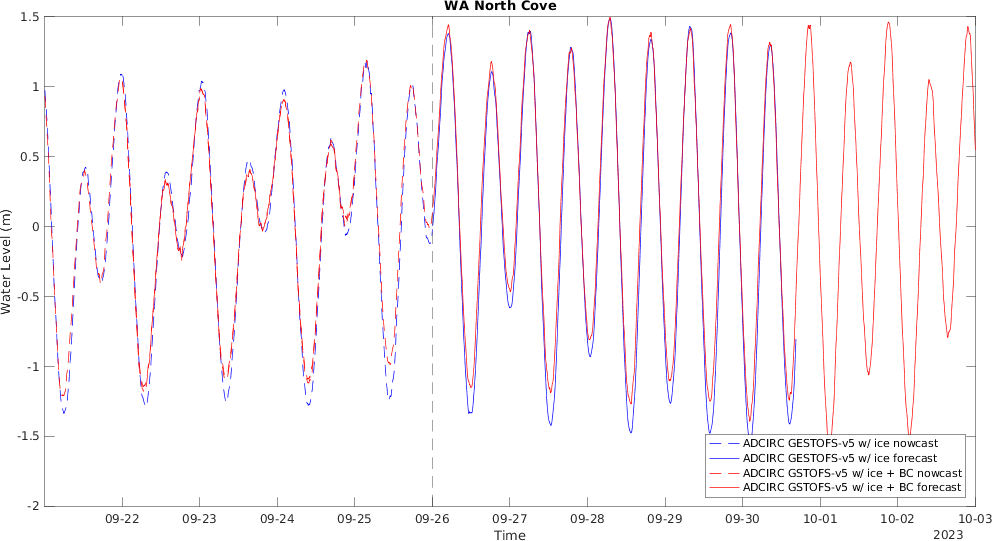 WA North Cove
1.5
1
0.5
0
-0.5
-1
-1.5
-2
Water Level (m)
ADCIRC GESTOFS-v5 w/ ice nowcast
ADCIRC GESTOFS-v5 w/ ice forecast
ADCIRC GSTOFS-v5 w/ ice + BC nowcast
ADCIRC GSTOFS-v5 w/ ice + BC forecast
09-22 09-23 09-24 09-25 09-26 09-27 09-28 09-29 09-30 10-01 10-02 10-03
Time
2023